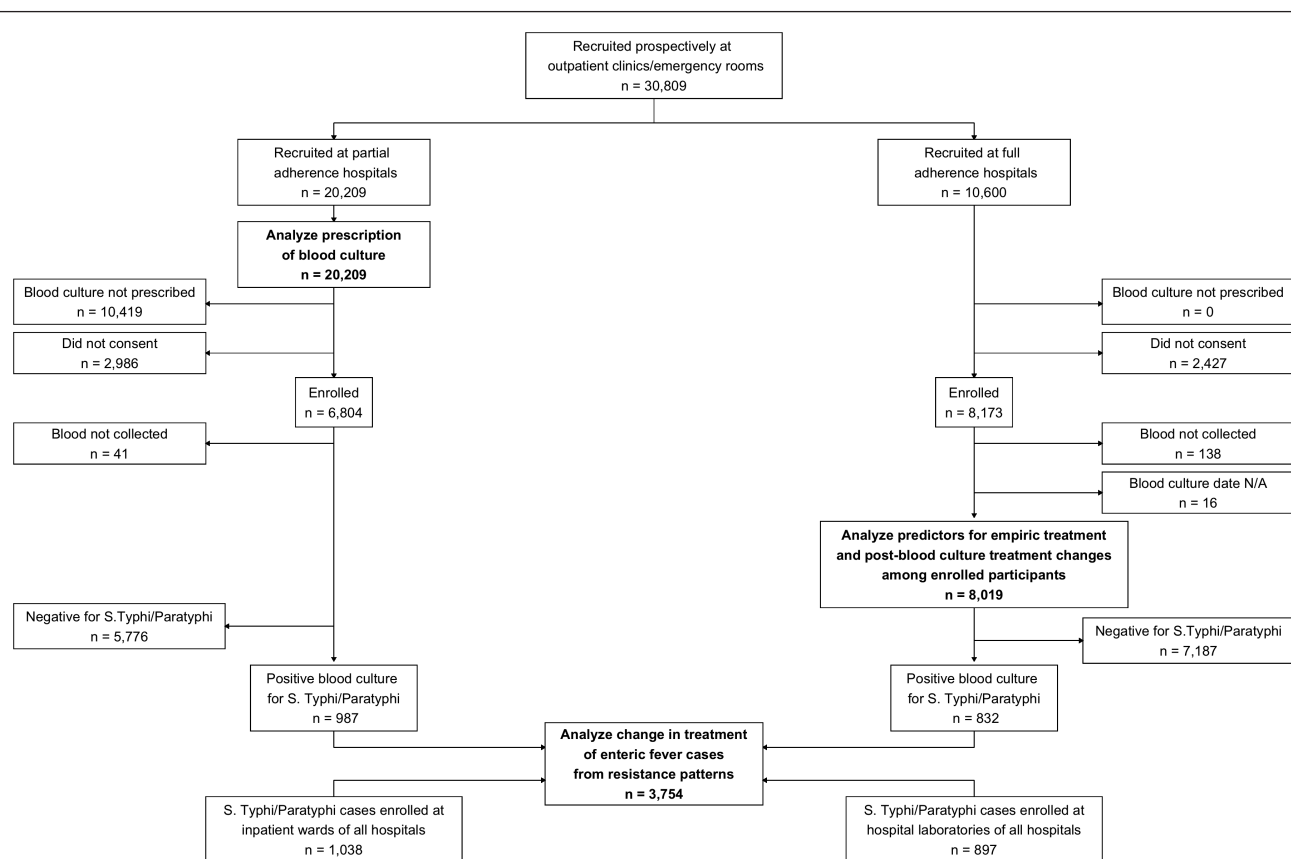 Recruited prospectively at
outpatient clinics/emergency rooms
n = 30,809
Recruited at partial
adherence hospitals
n = 20,209
Recruited at full
adherence hospitals
n = 10,600
Analyze prescription
of blood culture
n = 20,209
Blood culture not prescribed
n = 10,419
Blood culture not prescribed
n = 0
Did not consent
n = 2,986
Did not consent
n = 2,427
Enrolled
n = 6,804
Enrolled
n = 8,173
Blood not collected
n = 41
Blood not collected
n = 138
Blood culture date N/A
n = 16
Analyze predictors for empiric treatment
and post-blood culture treatment changes
among enrolled participants
n = 8,019
Negative for S.Typhi/Paratyphi
n = 5,776
Negative for S.Typhi/Paratyphi
n = 7,187
Positive blood culture
for S. Typhi/Paratyphi
n = 987
Positive blood culture
for S. Typhi/Paratyphi
n = 832
Analyze change in treatment
of enteric fever cases
from resistance patterns
n = 3,754
S. Typhi/Paratyphi cases enrolled at
inpatient wards of all hospitals
n = 1,038
S. Typhi/Paratyphi cases enrolled at
hospital laboratories of all hospitals
n = 897